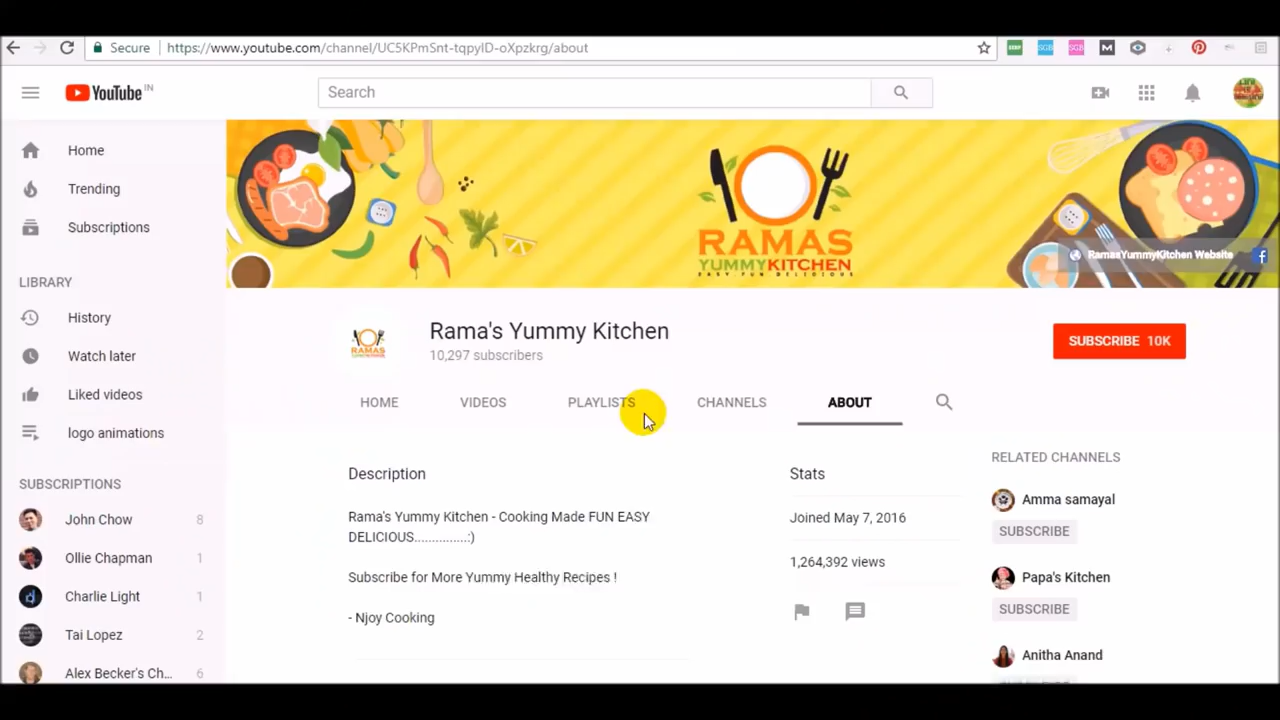 Secure https://www.youtube.com/channel/UC5KPmSnt-tqpyID-oXpzkrg/about
YouTube IN
Search
Home
Trending
Subscriptions
LIBRARY
History
Watch later
Liked videos
logo animations
SUBSCRIPTIONS
John Chow 8
Ollie Chapman 1
Charlie Light 1
Tai Lopez 2
Alex Becker's Ch... 6
RAMAS
YUMMYKITCHEN
EASY FUN DELICIOUS
RamasYummyKitchen Website
Rama's Yummy Kitchen
10,297 subscribers
SUBSCRIBE 10K
HOME VIDEOS PLAYLISTS CHANNELS ABOUT
Description
Rama's Yummy Kitchen - Cooking Made FUN EASY
DELICIOUS...............:)
Subscribe for More Yummy Healthy Recipes !
- Njoy Cooking
Stats
Joined May 7, 2016
1,264,392 views
RELATED CHANNELS
Amma samayal
SUBSCRIBE
Papa's Kitchen
SUBSCRIBE
Anitha Anand